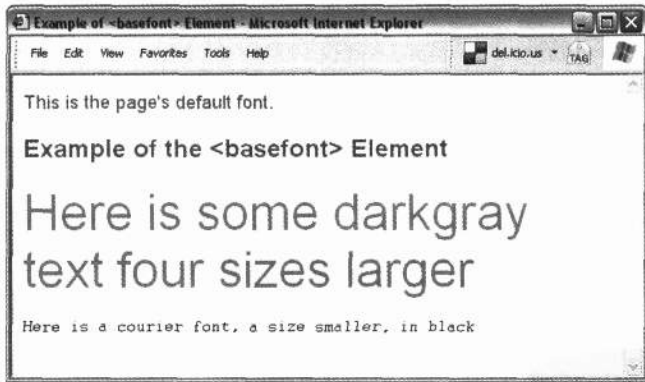 Example of <basefont> Element - Microsoft Internet Explorer
File Edit View Favorites Tools Help del.icio.us TAG
This is the page's default font.
Example of the <basefont> Element
Here is some darkgray
text four sizes larger
Here is a courier font, a size smaller, in black